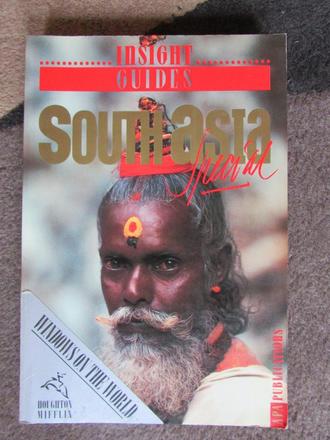 INSIGHT
GUIDES
SOUTH ASIA
Special
WINDOWS ON THE WORLD
HOUGHTON
MIFFLIN
APA PUBLICATIONS